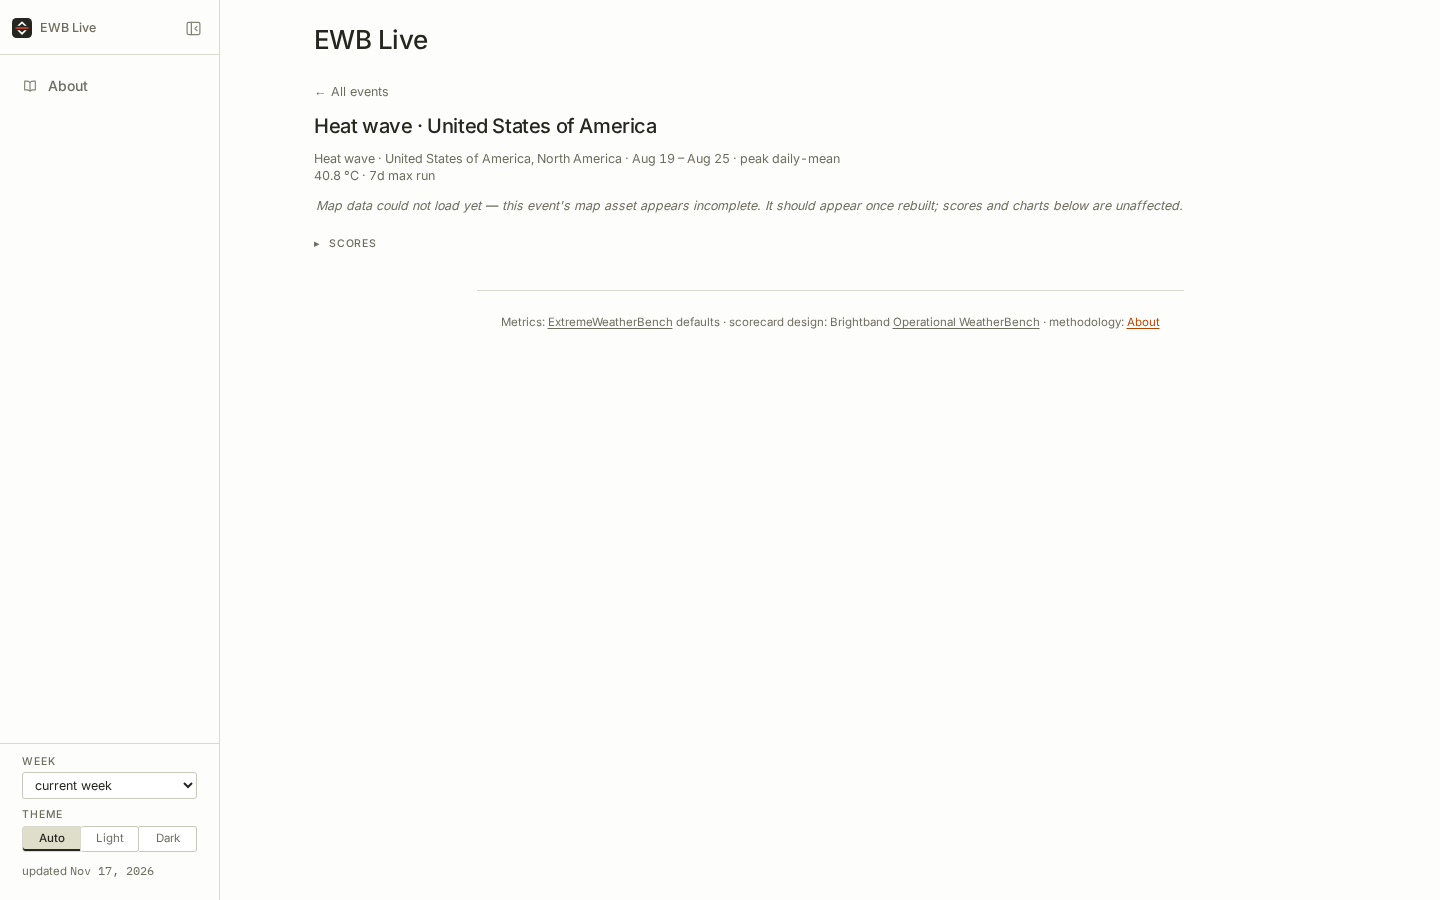 EWB Live
About
WEEK
current week
THEME
Auto Light Dark
updated Nov 17, 2026
EWB Live
← All events
Heat wave · United States of America
Heat wave · United States of America, North America · Aug 19 – Aug 25 · peak daily-mean
40.8 °C · 7d max run
Map data could not load yet — this event's map asset appears incomplete. It should appear once rebuilt; scores and charts below are unaffected.
▸ SCORES
Metrics: ExtremeWeatherBench defaults · scorecard design: Brightband Operational WeatherBench · methodology: About